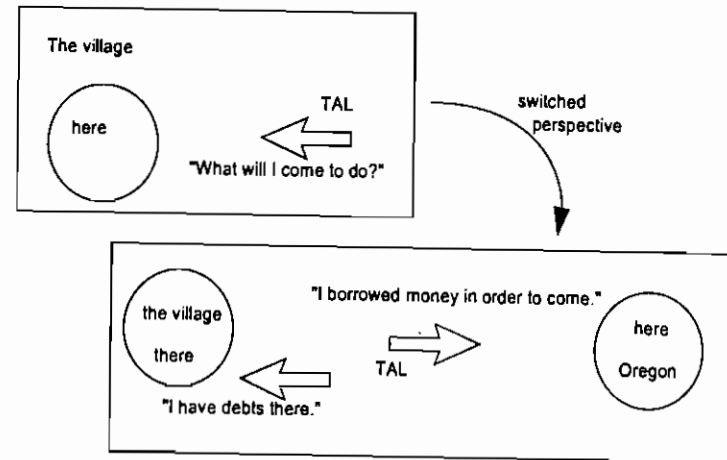 The village
here
TAL
"What will I come to do?"
switched
perspective
the village
there
"I borrowed money in order to come."
TAL
"I have debts there."
here
Oregon